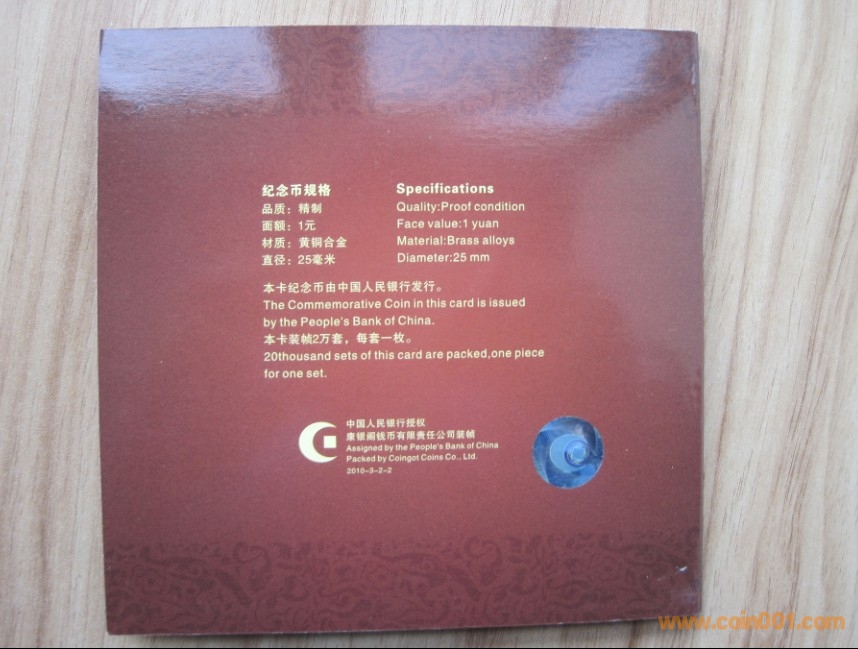 纪念币规格
品质：精制
面额：1元
材质：黄铜合金
直径：25毫米
Specifications
Quality:Proof condition
Face value:1 yuan
Material:Brass alloys
Diameter:25 mm
本卡纪念币由中国人民银行发行。
The Commemorative Coin in this card is issued
by the People's Bank of China.
本卡装帧2万套，每套一枚。
20thousand sets of this card are packed,one piece
for one set.
中国人民银行授权
康银阁钱币有限责任公司装帧
Assigned by the People's Bank of China
Packed by Coingot Coins Co., Ltd.
2010-3-2-2
www.coin001.com